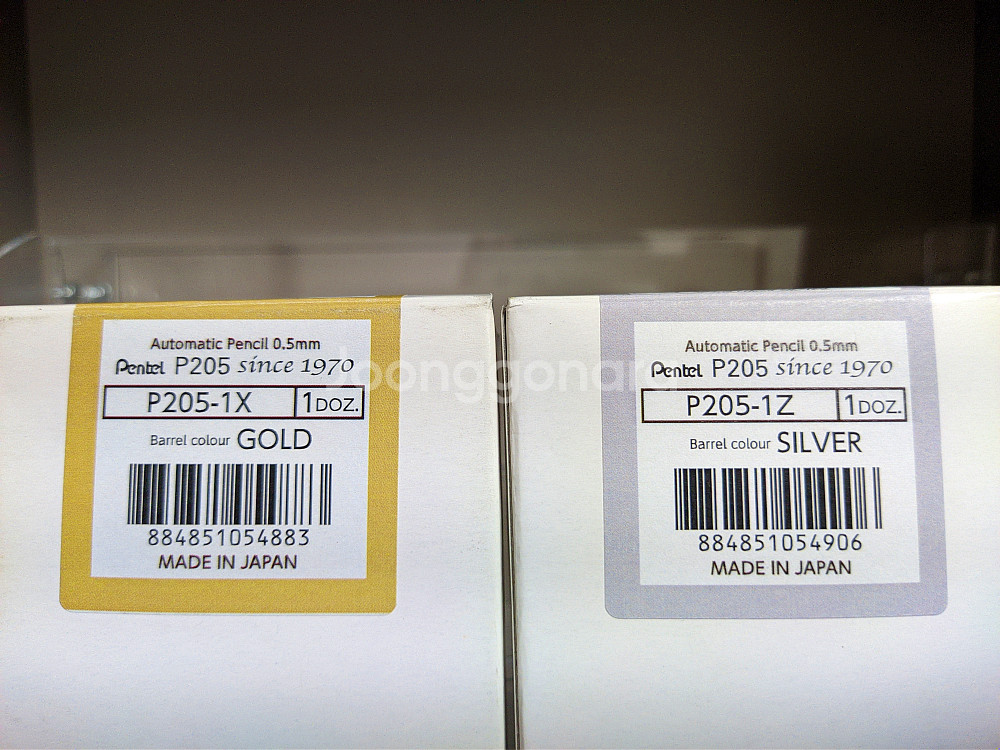 Automatic Pencil 0.5mm
Pentel P205 since 1970
P205-1X 1DOZ.
Barrel colour GOLD
884851054883
MADE IN JAPAN
Automatic Pencil 0.5mm
Pentel P205 since 1970
P205-1Z 1DOZ.
Barrel colour SILVER
884851054906
MADE IN JAPAN
Joonggonara